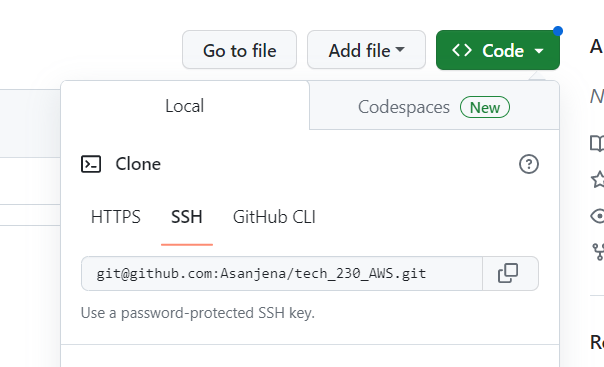 Go to file Add file Code A
Local Codespaces New N
Clone
HTTPS SSH GitHub CLI
git@github.com:Asanjena/tech_230_AWS.git
Use a password-protected SSH key.
Re